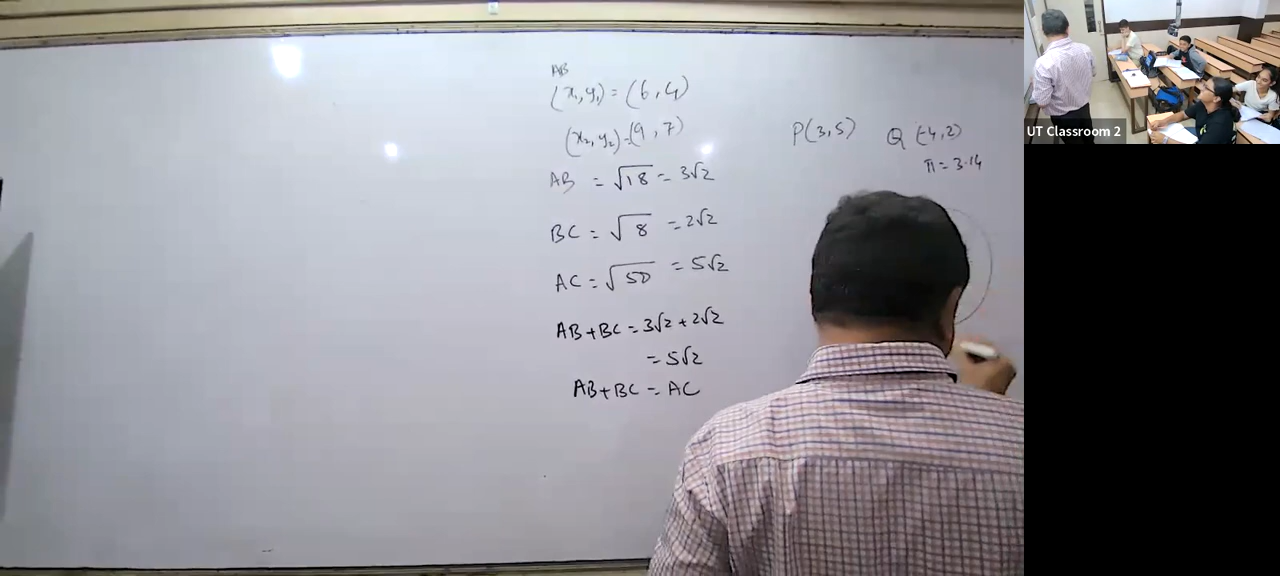 AB
(x₁, y₁) = (6, 4)
(x₂, y₂) = (9, 7)
AB = √18 = 3√2
BC = √8 = 2√2
AC = √50 = 5√2
AB + BC = 3√2 + 2√2
= 5√2
AB + BC = AC
P(3, 5) Q(-4, 2)
π = 3.14
UT Classroom 2